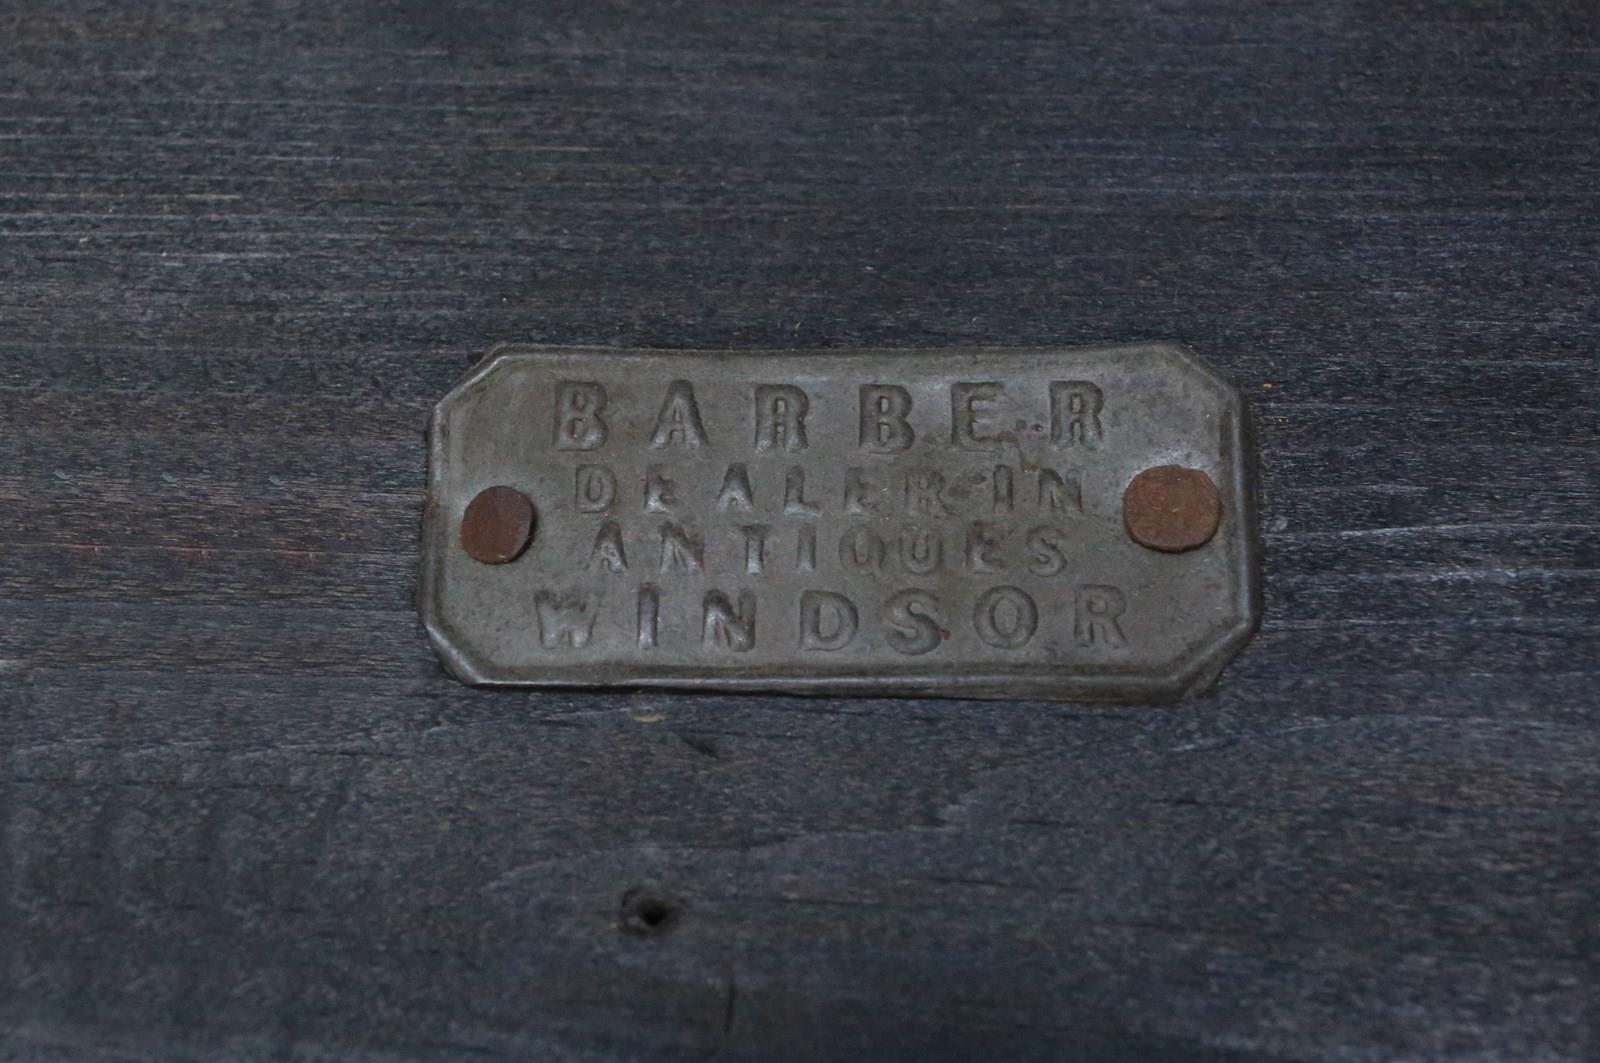 BARBER
DEALER IN
ANTIQUES
WINDSOR